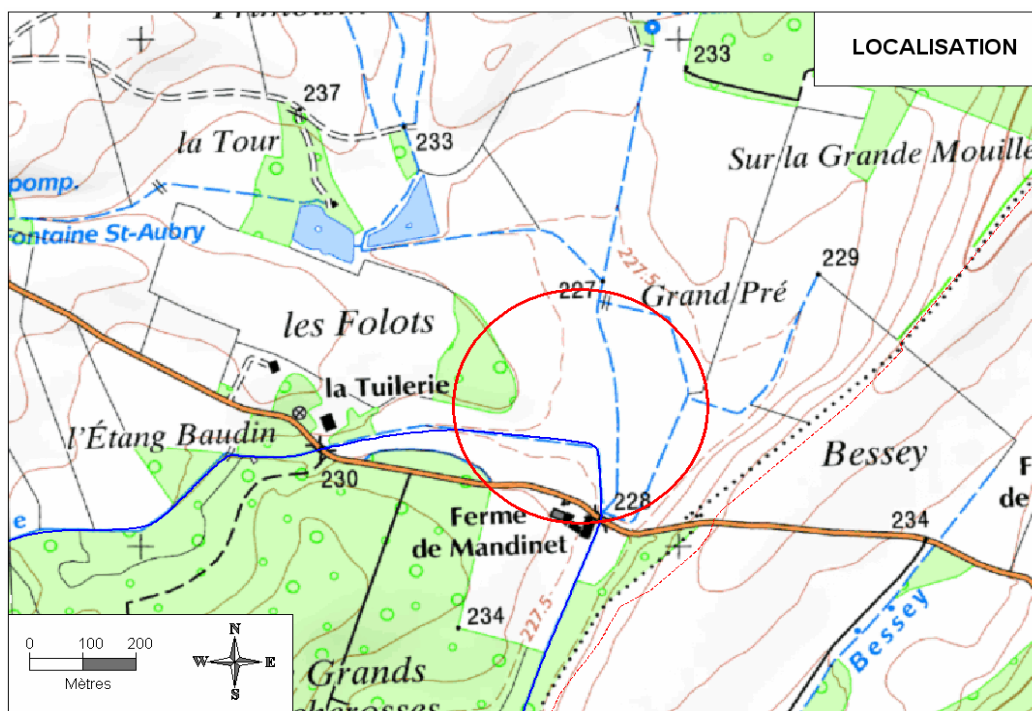 LOCALISATION
233
237
la Tour
233
Sur la Grande Mouille
pomp.
ontaine St-Aubry
227.5
229
227
Grand Pré
les Folots
la Tuilerie
l'Étang Baudin
Bessey
230
228
e
Ferme
de Mandinet
234
F
de
227.5
234
Bessey
0 100 200
Mètres
N
W E
S
Grands